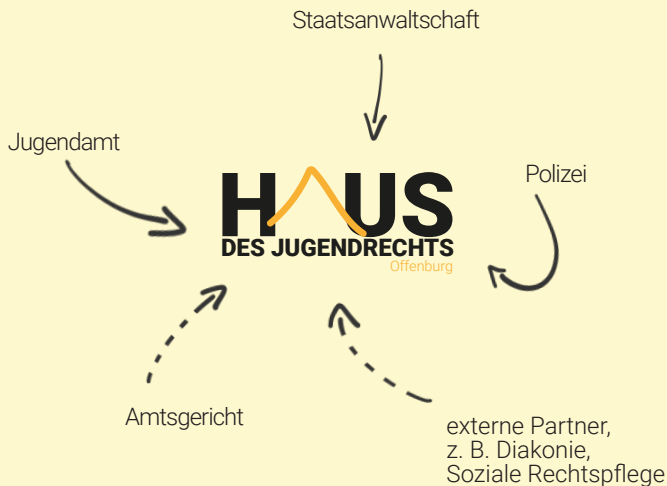 Staatsanwaltschaft
Jugendamt
Polizei
HAUS
DES JUGENDRECHTS
Offenburg
Amtsgericht
externe Partner,
z. B. Diakonie,
Soziale Rechtspflege